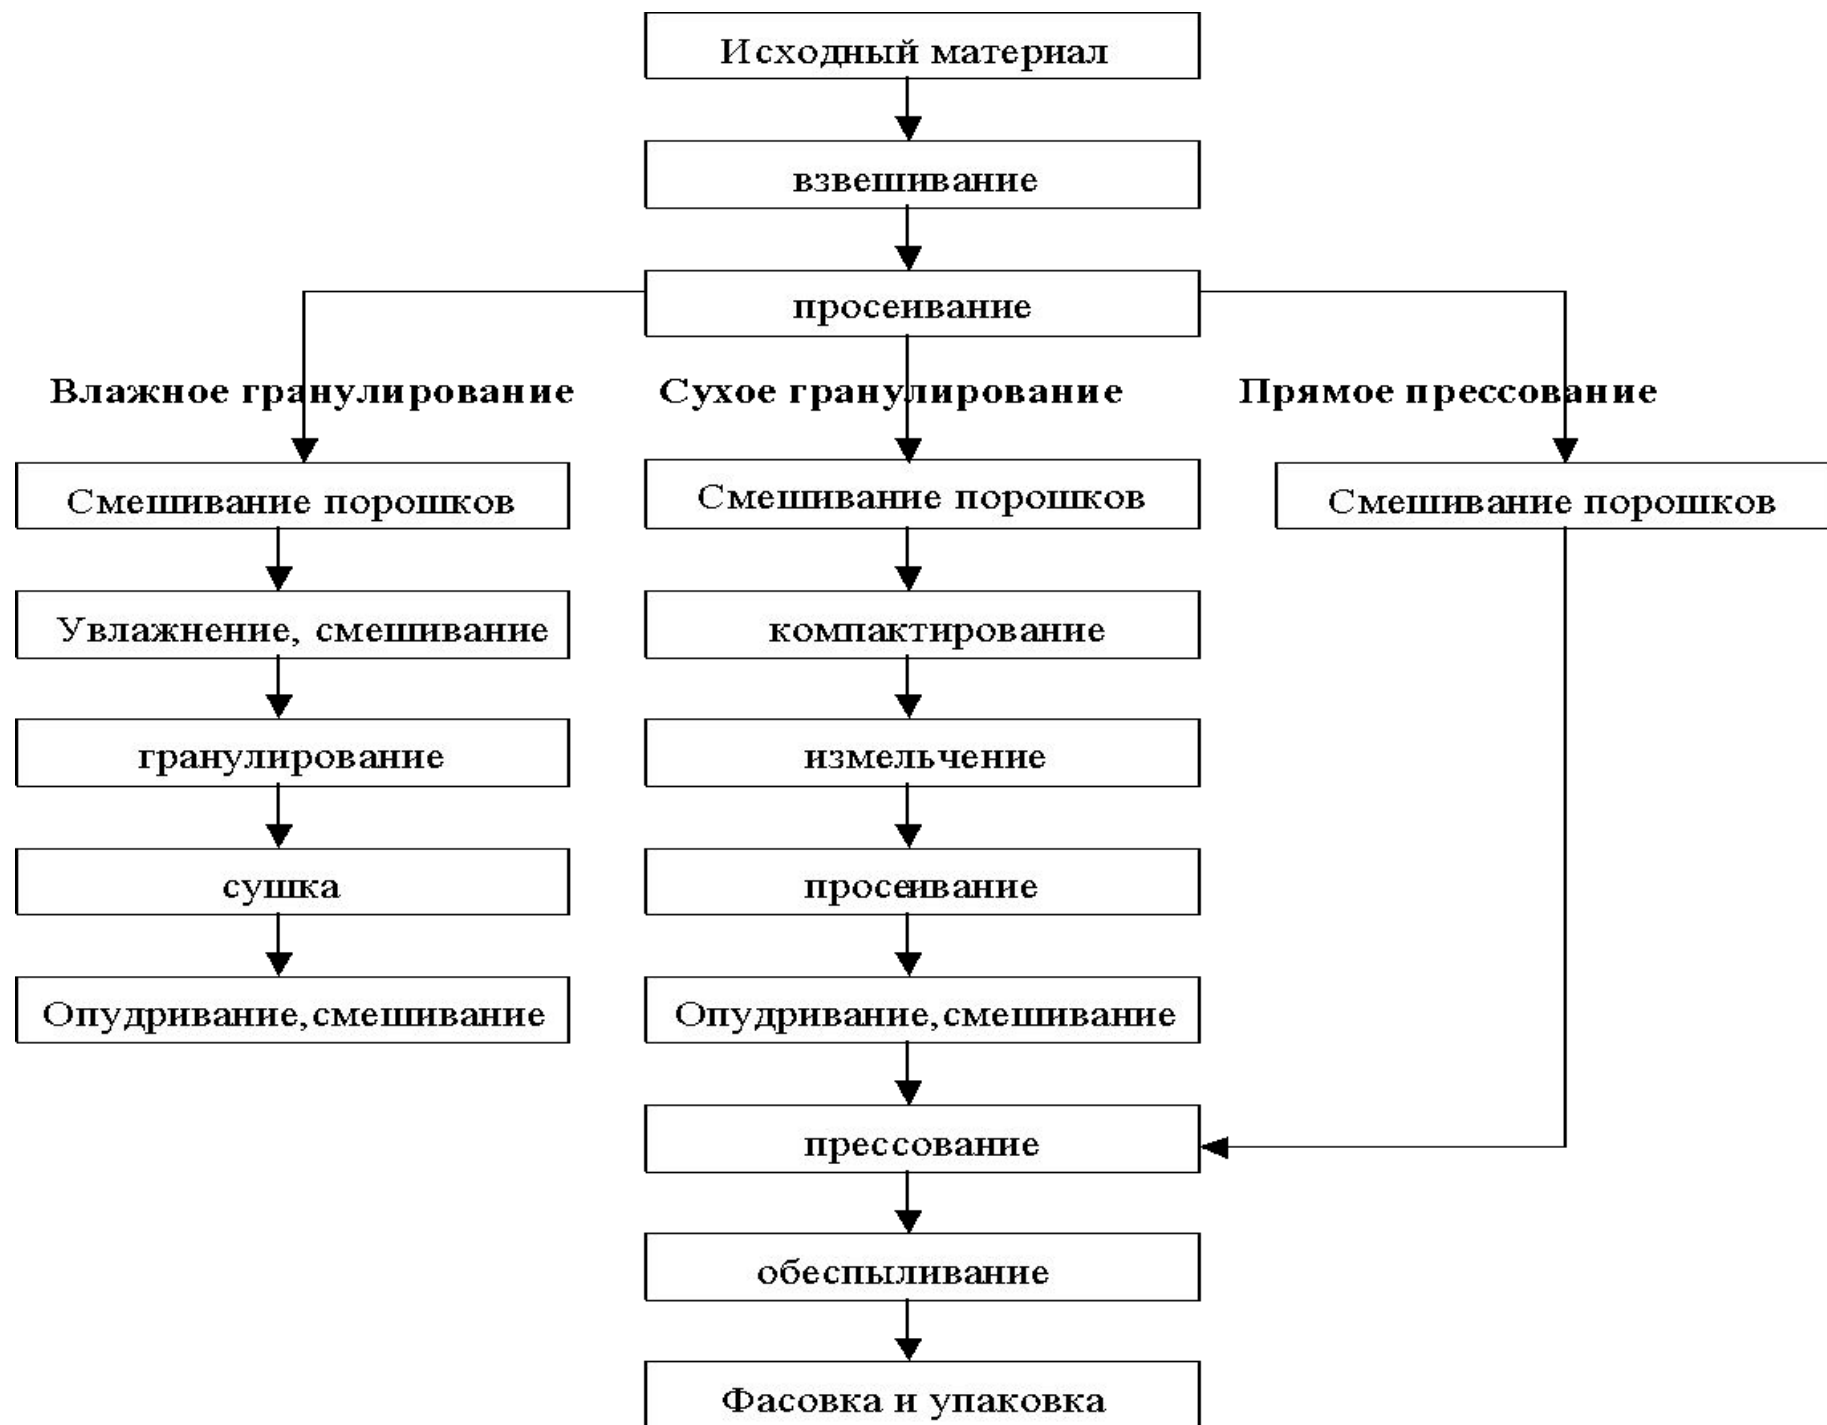 Исходный материал
взвешивание
просеивание
Влажное гранулирование
Сухое гранулирование
Прямое прессование
Смешивание порошков
Смешивание порошков
Смешивание порошков
Увлажнение, смешивание
компактирование
гранулирование
измельчение
сушка
просеивание
Опудривание,смешивание
Опудривание,смешивание
прессование
обеспыливание
Фасовка и упаковка